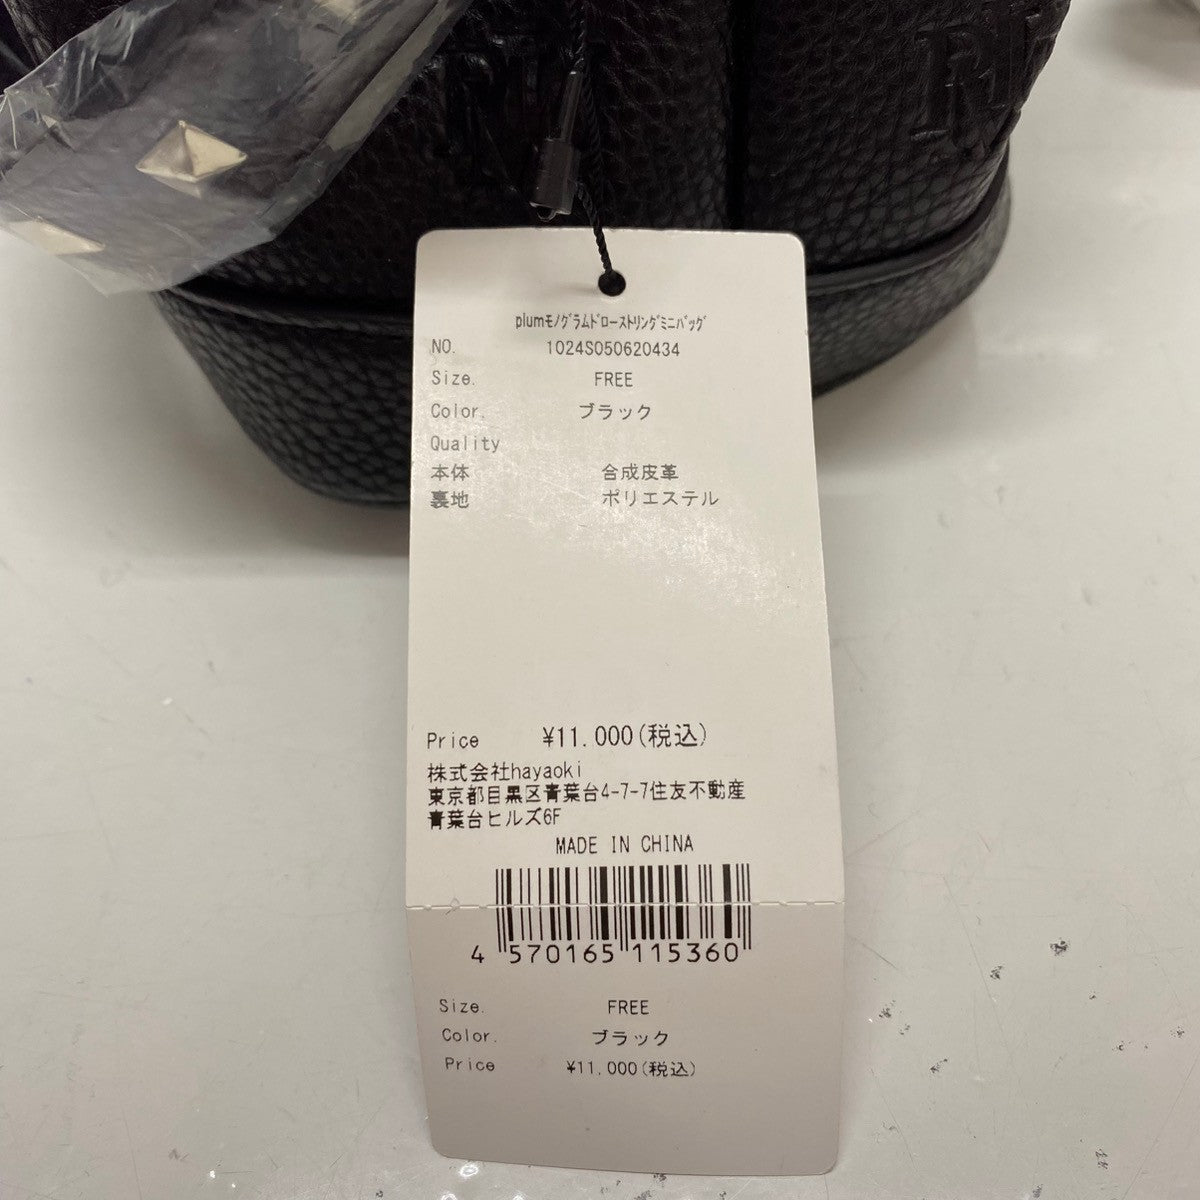 plumモノグラムドローストリングミニバッグ
NO. 1024S050620434
Size. FREE
Color. ブラック
Quality
本体 合成皮革
裏地 ポリエステル
Price ¥11,000(税込)
株式会社hayaoki
東京都目黒区青葉台4-7-7住友不動産
青葉台ヒルズ6F
MADE IN CHINA
4 570165 115360
Size. FREE
Color. ブラック
Price ¥11,000(税込)